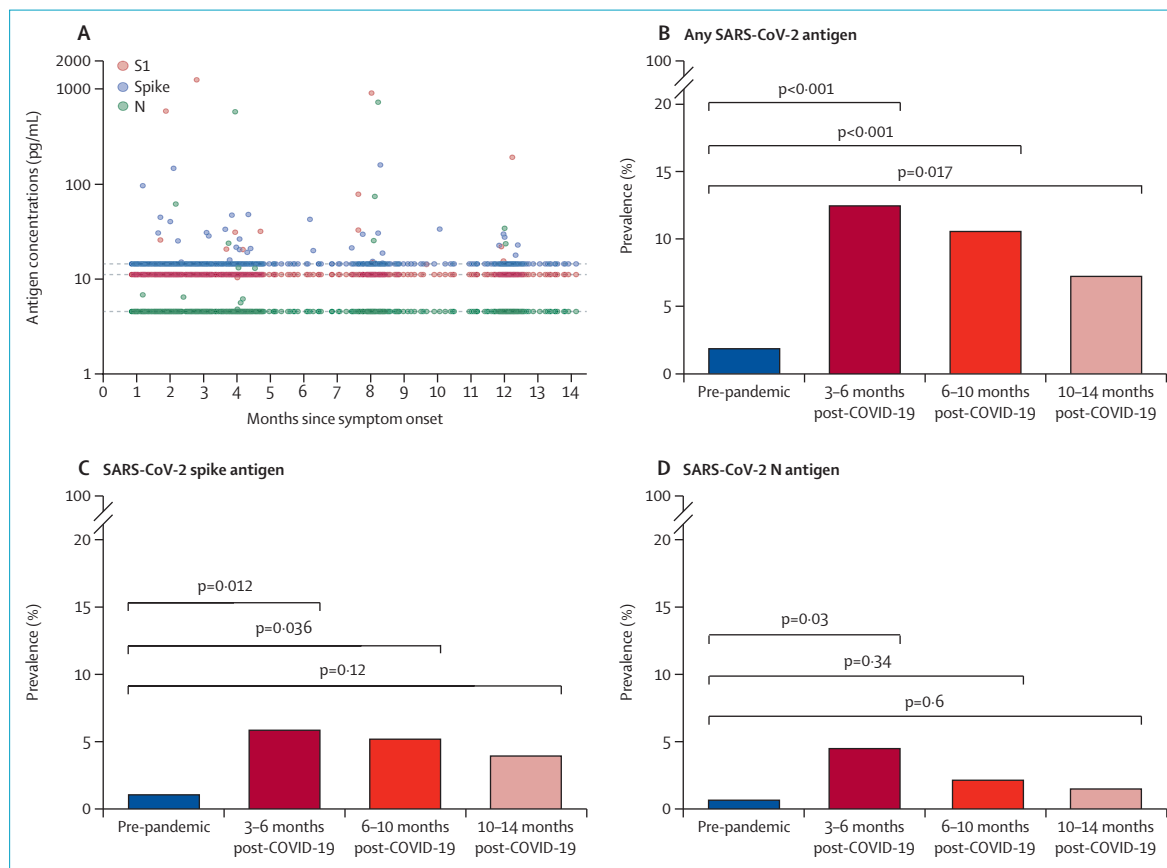 A
S1
Spike
N
Antigen concentrations (pg/mL)
2000
1000
100
10
1
0 1 2 3 4 5 6 7 8 9 10 11 12 13 14
Months since symptom onset
B Any SARS-CoV-2 antigen
Prevalence (%)
100
20
15
10
5
0
p<0·001
p<0·001
p=0·017
Pre-pandemic 3–6 months 6–10 months 10–14 months
post-COVID-19 post-COVID-19 post-COVID-19
C SARS-CoV-2 spike antigen
Prevalence (%)
100
20
15
10
5
0
p=0·012
p=0·036
p=0·12
Pre-pandemic 3–6 months 6–10 months 10–14 months
post-COVID-19 post-COVID-19 post-COVID-19
D SARS-CoV-2 N antigen
Prevalence (%)
100
20
15
10
5
0
p=0·03
p=0·34
p=0·6
Pre-pandemic 3–6 months 6–10 months 10–14 months
post-COVID-19 post-COVID-19 post-COVID-19